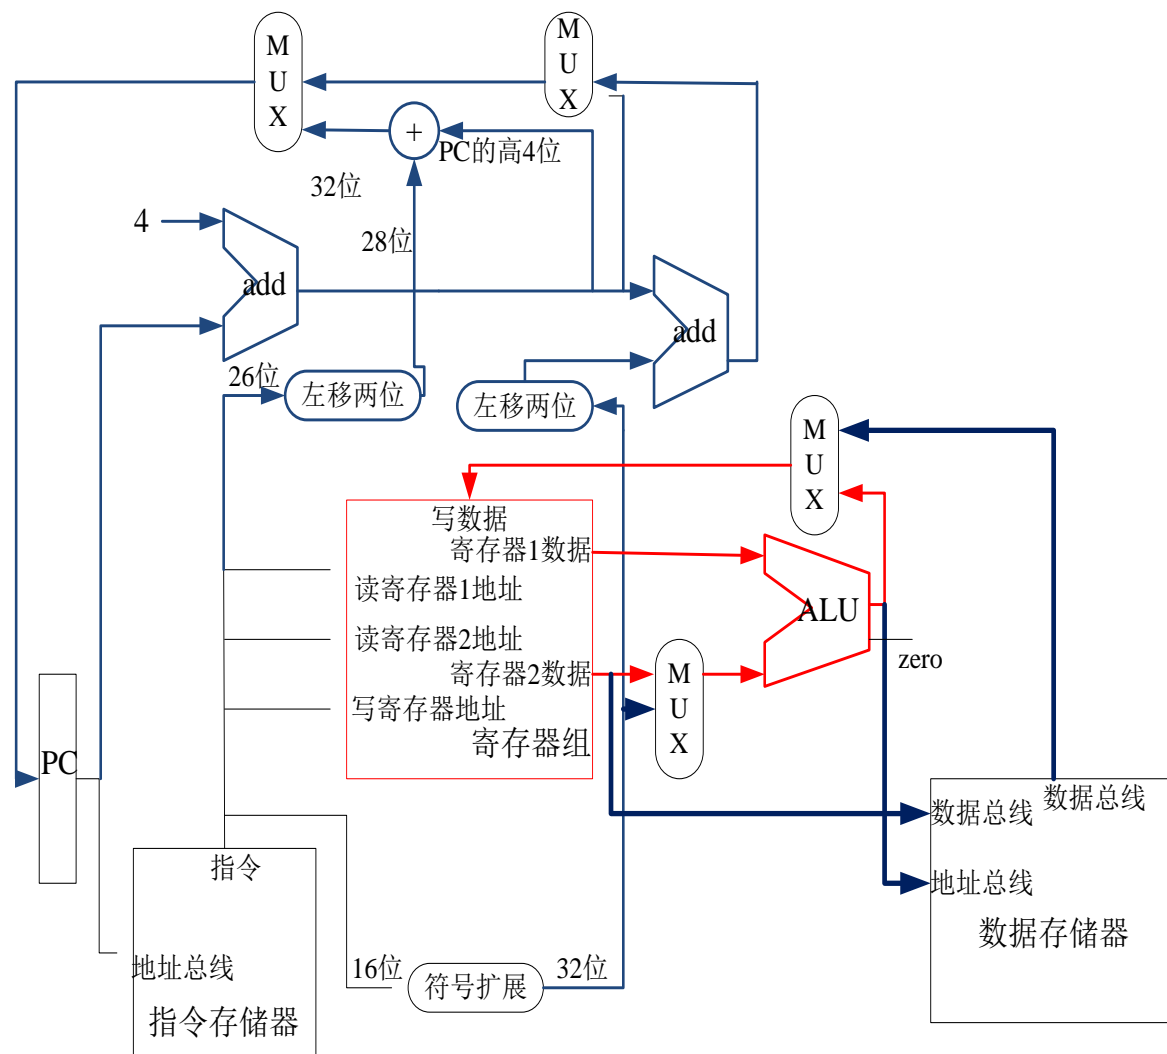 M
U
X
M
U
X
+
PC的高4位
32位
4
28位
add
add
26位
左移两位
左移两位
M
U
X
写数据
寄存器1数据
读寄存器1地址
ALU
读寄存器2地址
zero
寄存器2数据
M
U
X
写寄存器地址
寄存器组
PC
数据总线
数据总线
指令
地址总线
数据存储器
地址总线
16位
符号扩展
32位
指令存储器